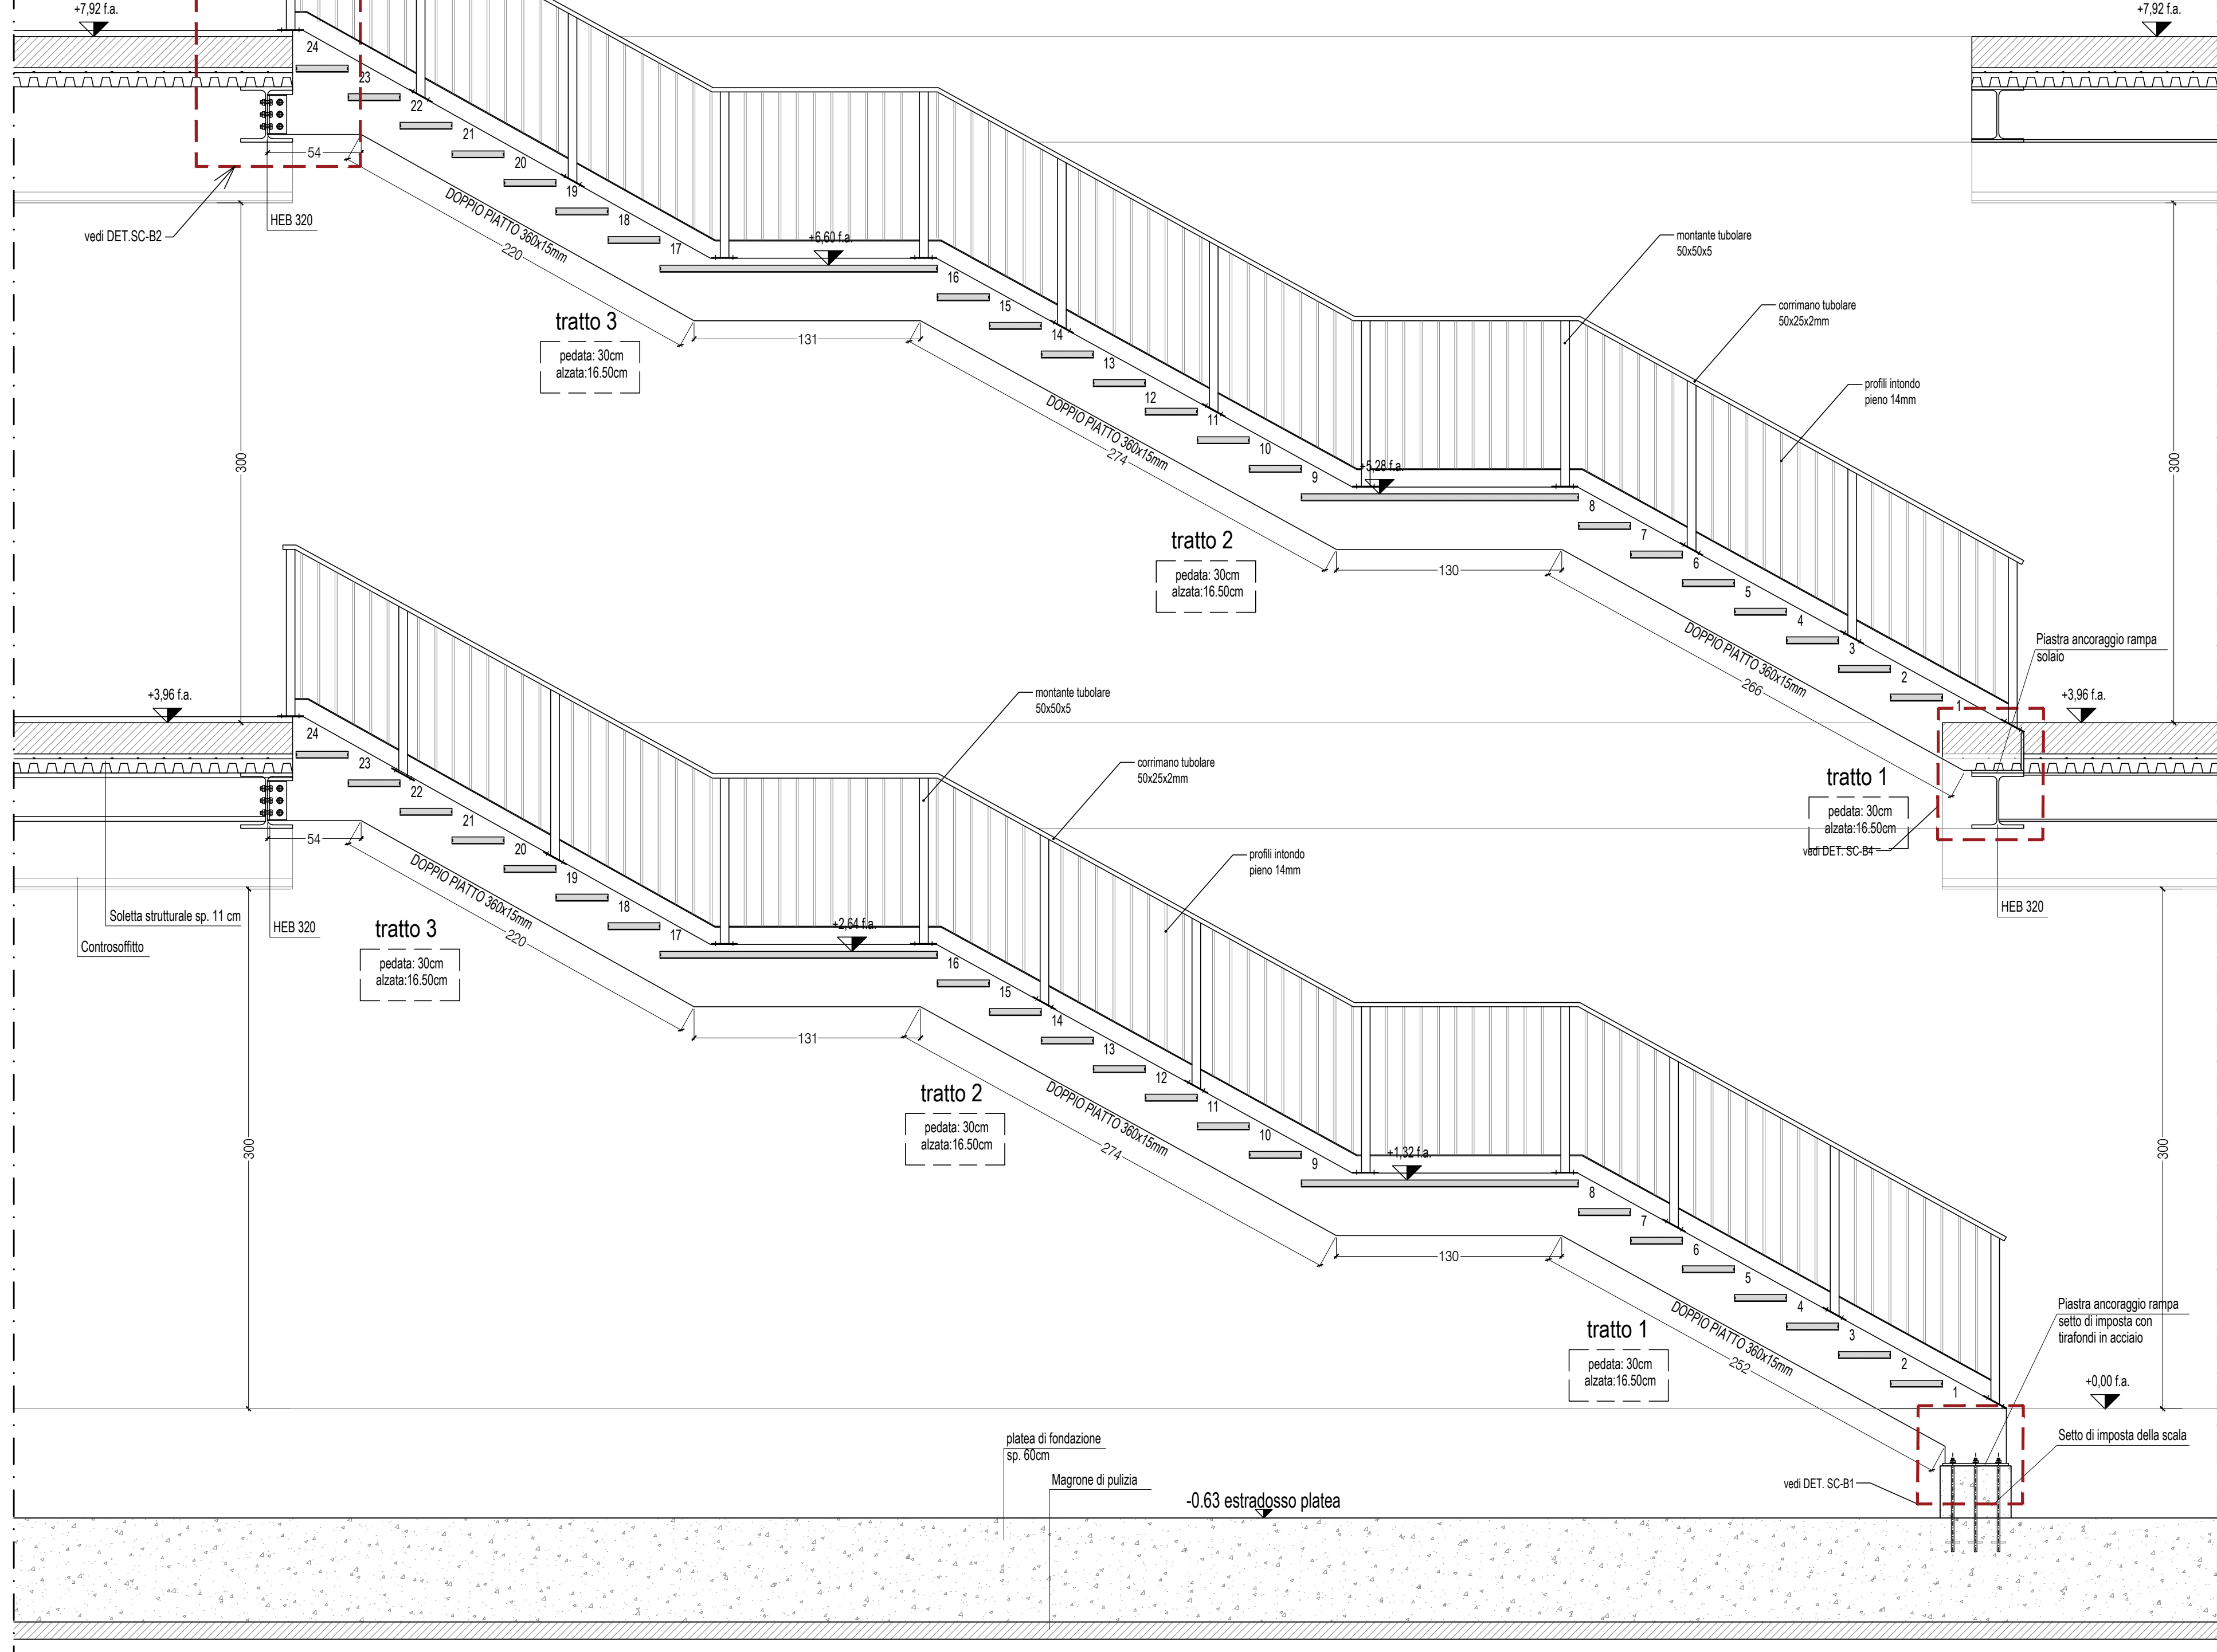 +7,92 f.a.
+7,92 f.a.
24
23
22
21
20
19
18
17
54
HEB 320
vedi DET.SC-B2
DOPPIO PIATTO 360x15mm
220
+6,60 f.a.
16
15
14
13
12
11
10
9
131
tratto 3
pedata: 30cm
alzata:16.50cm
montante tubolare
50x50x5
corrimano tubolare
50x25x2mm
profili intondo
pieno 14mm
DOPPIO PIATTO 360x15mm
274
300
300
+5,28 f.a.
8
7
6
5
4
3
2
1
tratto 2
pedata: 30cm
alzata:16.50cm
130
DOPPIO PIATTO 360x15mm
266
Piastra ancoraggio rampa
solaio
+3,96 f.a.
+3,96 f.a.
tratto 1
pedata: 30cm
alzata:16.50cm
vedi DET. SC-B4
HEB 320
montante tubolare
50x50x5
corrimano tubolare
50x25x2mm
profili intondo
pieno 14mm
24
23
22
21
20
19
18
17
54
Soletta strutturale sp. 11 cm
HEB 320
Controsoffitto
DOPPIO PIATTO 360x15mm
220
tratto 3
pedata: 30cm
alzata:16.50cm
+2,64 f.a.
16
15
14
13
12
11
10
9
131
tratto 2
pedata: 30cm
alzata:16.50cm
DOPPIO PIATTO 360x15mm
274
300
300
+1,32 f.a.
8
7
6
5
4
3
2
1
130
DOPPIO PIATTO 360x15mm
252
tratto 1
pedata: 30cm
alzata:16.50cm
Piastra ancoraggio rampa
setto di imposta con
tirafondi in acciaio
+0,00 f.a.
Setto di imposta della scala
vedi DET. SC-B1
platea di fondazione
sp. 60cm
Magrone di pulizia
-0.63 estradosso platea